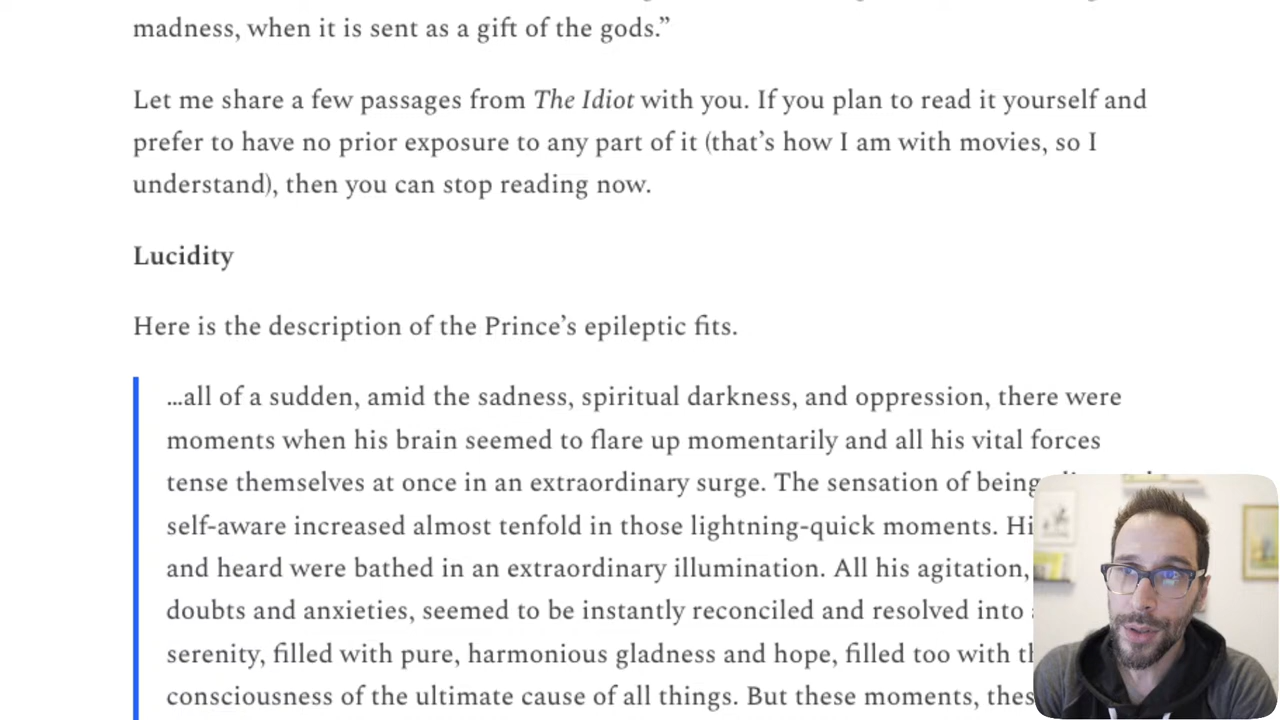 madness, when it is sent as a gift of the gods.”
Let me share a few passages from The Idiot with you. If you plan to read it yourself and
prefer to have no prior exposure to any part of it (that’s how I am with movies, so I
understand), then you can stop reading now.
Lucidity
Here is the description of the Prince’s epileptic fits.
…all of a sudden, amid the sadness, spiritual darkness, and oppression, there were
moments when his brain seemed to flare up momentarily and all his vital forces
tense themselves at once in an extraordinary surge. The sensation of being
self-aware increased almost tenfold in those lightning-quick moments.
and heard were bathed in an extraordinary illumination. All his agitation,
doubts and anxieties, seemed to be instantly reconciled and resolved into
serenity, filled with pure, harmonious gladness and hope, filled too with
consciousness of the ultimate cause of all things. But these moments,